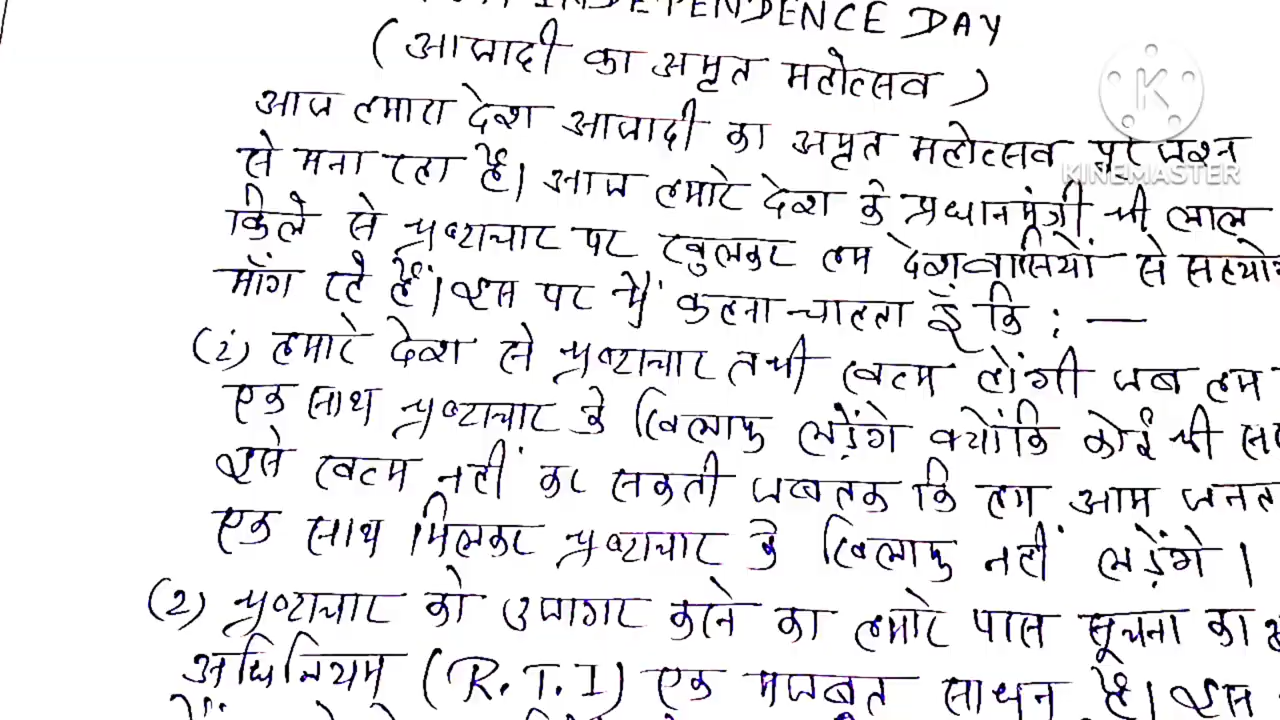 INDEPENDENCE DAY
(आजादी का अमृत महोत्सव)
आज हमारा देश आजादी का अमृत महोत्सव पर जश्न
से मना रहा है। आज हमारे देश के प्रधानमंत्री भी लाल
किले से भ्रष्टाचार पर खुलकर हम देशवासियों से सहयोग
माँग रहे हैं। इस पर मैं कहना चाहता हूँ कि : —
(i) हमारे देश से भ्रष्टाचार तभी खत्म होंगी जब हम
एक साथ भ्रष्टाचार के खिलाफ लड़ेंगे क्योंकि कोई भी
इसे खत्म नहीं कर सकती जबतक कि हम आम जनत
एक साथ मिलकर भ्रष्टाचार के खिलाफ नहीं लड़ेंगे।
(2) भ्रष्टाचार को उजागर करने का हमारे पास सूचना का
अधिनियम (R.T.I) एक मजबूत साधन है। इस
K
KINEMASTER